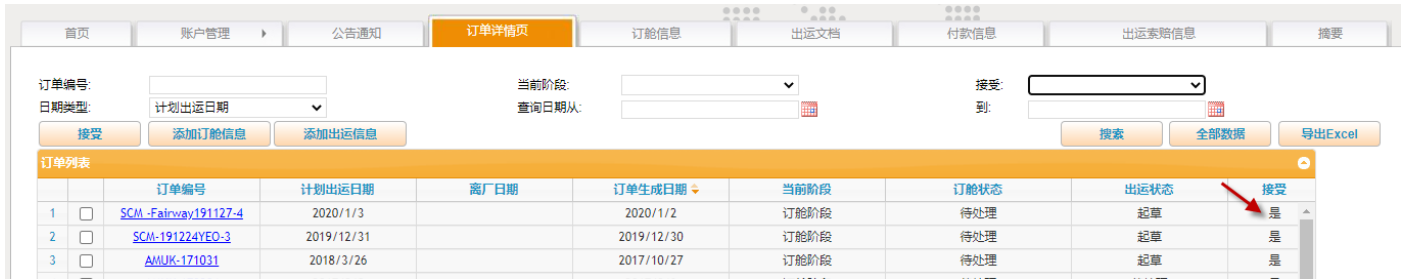 首页 账户管理 公告通知 订单详情页 订舱信息 出运文档 付款信息 出运索赔信息 摘要
订单编号: 当前阶段: 接受:
日期类型: 计划出运日期 查询日期从: 到:
接受 添加订舱信息 添加出运信息 搜索 全部数据 导出Excel
订单列表
订单编号 计划出运日期 离厂日期 订单生成日期 当前阶段 订舱状态 出运状态 接受
1 SCM -Fairway191127-4 2020/1/3 2020/1/2 订舱阶段 待处理 起草 是
2 SCM-191224YEO-3 2019/12/31 2019/12/30 订舱阶段 待处理 起草 是
3 AMUK-171031 2018/3/26 2017/10/27 订舱阶段 待处理 起草 是